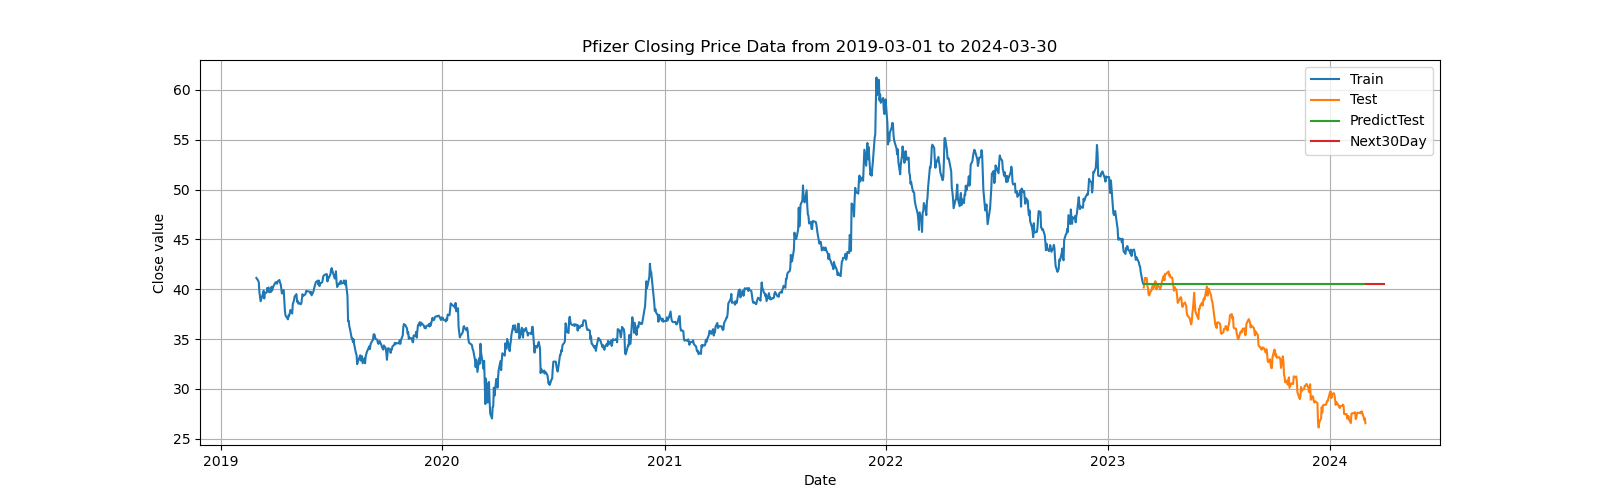 Pfizer Closing Price Data from 2019-03-01 to 2024-03-30
Train
Test
PredictTest
Next30Day
Close value
60
55
50
45
40
35
30
25
2019
2020
2021
2022
2023
2024
Date